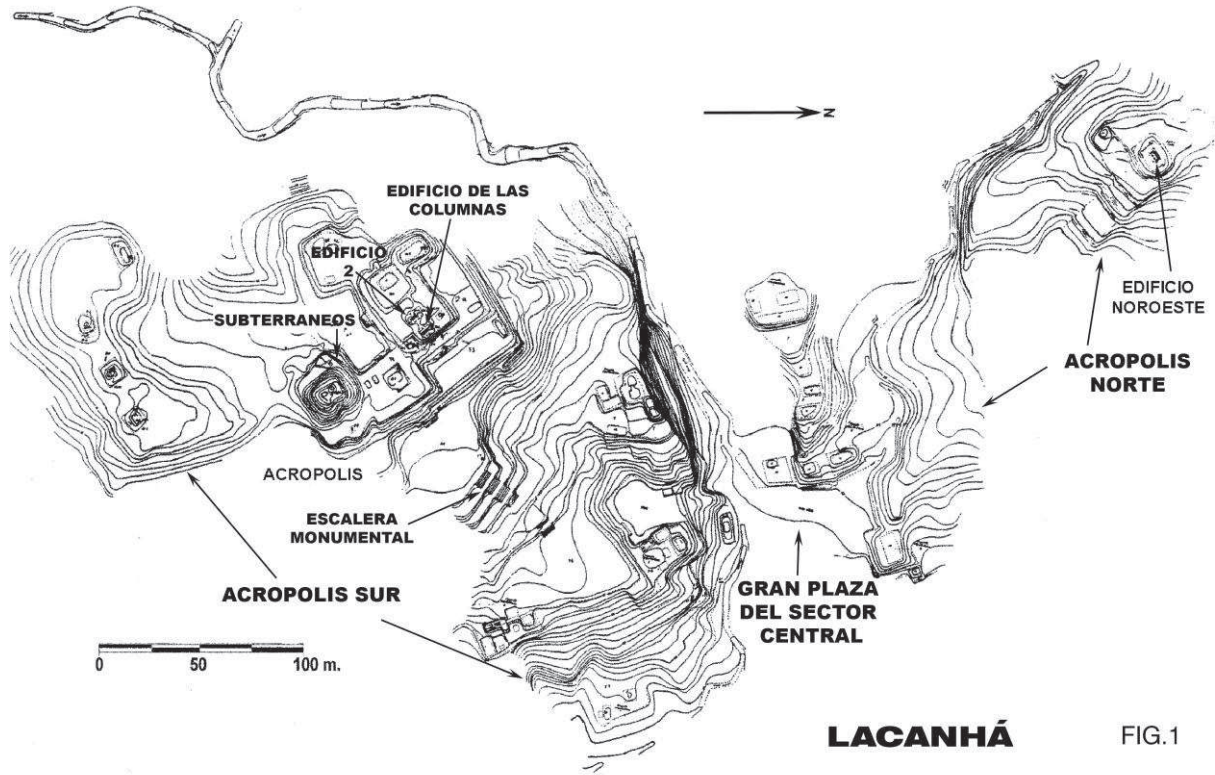 N
EDIFICIO DE LAS
COLUMNAS
EDIFICIO
2
SUBTERRANEOS
EDIFICIO
NOROESTE
ACROPOLIS
NORTE
ACROPOLIS
ESCALERA
MONUMENTAL
ACROPOLIS SUR
GRAN PLAZA
DEL SECTOR
CENTRAL
0 50 100 m.
LACANHÁ FIG.1